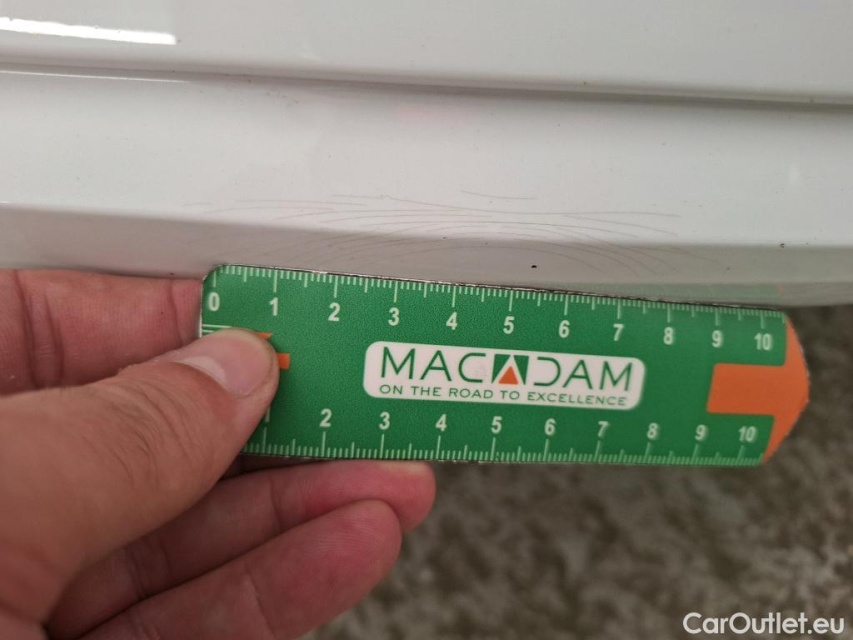 0 1 2 3 4 5 6 7 8 9 10
MACADAM
ON THE ROAD TO EXCELLENCE
2 3 4 5 6 7 8 9 10
CarOutlet.eu